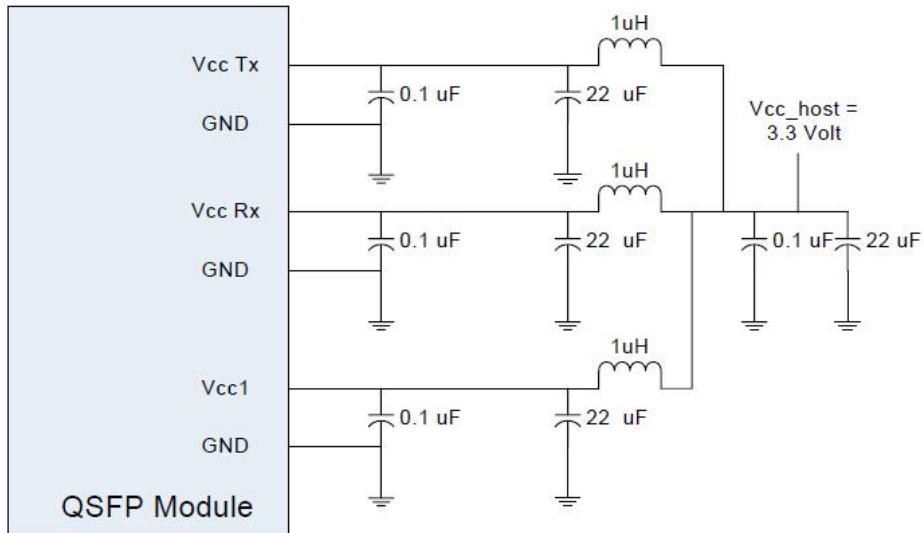 1uH
Vcc Tx
0.1 uF
22 uF
GND
Vcc_host =
3.3 Volt
1uH
Vcc Rx
0.1 uF
22 uF
0.1 uF
22 uF
GND
1uH
Vcc1
0.1 uF
22 uF
GND
QSFP Module